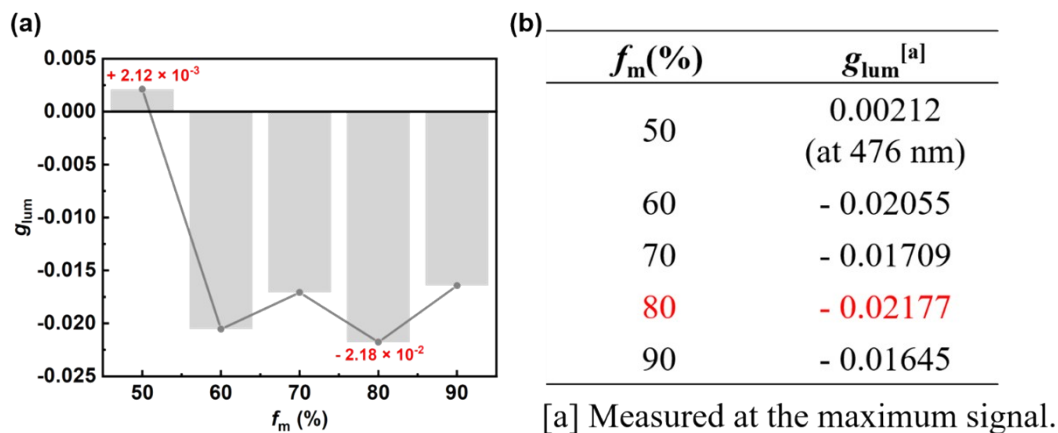 (a)
0.005
0.000
-0.005
-0.010
-0.015
-0.020
-0.025
g_lum
+ 2.12 × 10⁻³
- 2.18 × 10⁻²
50 60 70 80 90
f_m (%)
(b)
f_m(%) g_lum[a]
50 0.00212
(at 476 nm)
60 - 0.02055
70 - 0.01709
80 - 0.02177
90 - 0.01645
[a] Measured at the maximum signal.